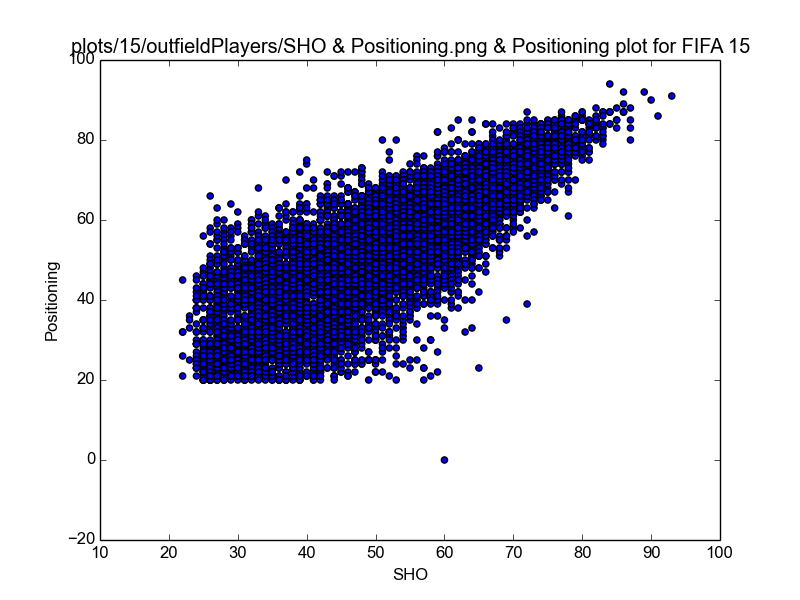 plots/15/outfieldPlayers/SHO & Positioning.png & Positioning plot for FIFA 15
100
80
60
40
20
0
−20
Positioning
10 20 30 40 50 60 70 80 90 100
SHO